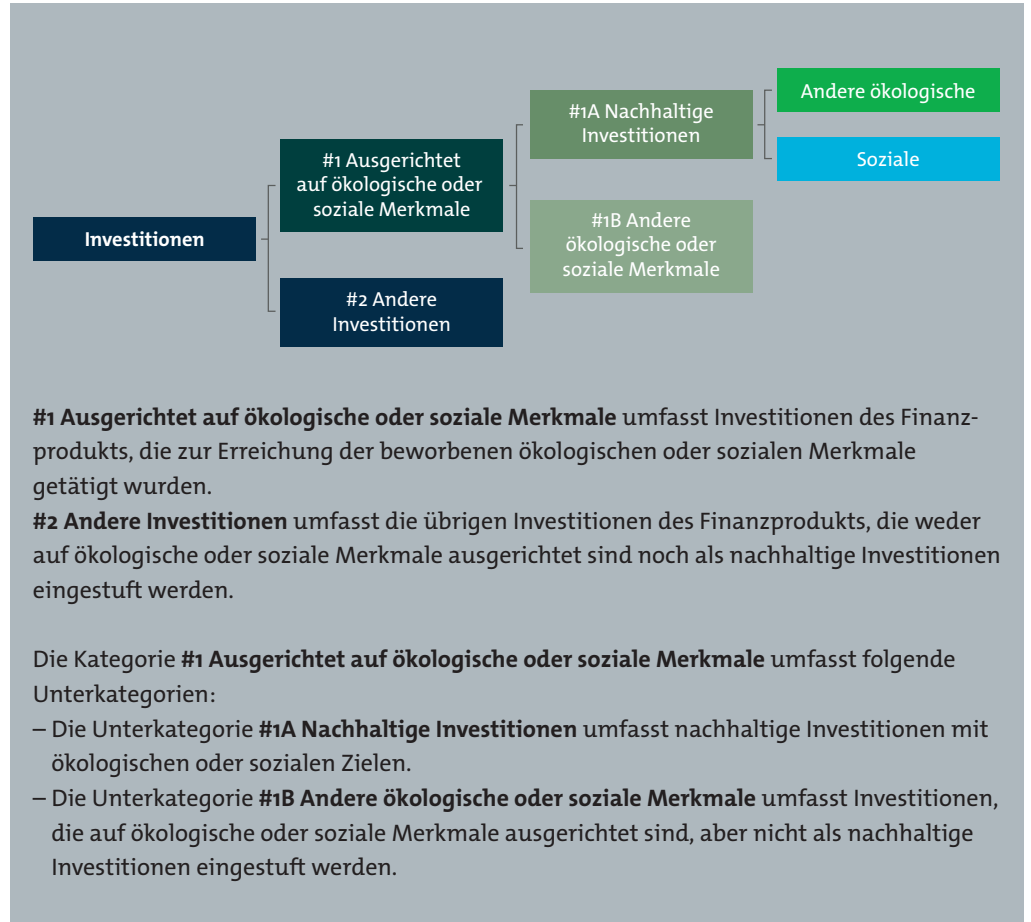 Andere ökologische
#1A Nachhaltige
Investitionen
#1 Ausgerichtet
auf ökologische oder
soziale Merkmale
Soziale
#1B Andere
ökologische oder
soziale Merkmale
Investitionen
#2 Andere
Investitionen
#1 Ausgerichtet auf ökologische oder soziale Merkmale umfasst Investitionen des Finanz-
produkts, die zur Erreichung der beworbenen ökologischen oder sozialen Merkmale
getätigt wurden.
#2 Andere Investitionen umfasst die übrigen Investitionen des Finanzprodukts, die weder
auf ökologische oder soziale Merkmale ausgerichtet sind noch als nachhaltige Investitionen
eingestuft werden.
Die Kategorie #1 Ausgerichtet auf ökologische oder soziale Merkmale umfasst folgende
Unterkategorien:
– Die Unterkategorie #1A Nachhaltige Investitionen umfasst nachhaltige Investitionen mit
ökologischen oder sozialen Zielen.
– Die Unterkategorie #1B Andere ökologische oder soziale Merkmale umfasst Investitionen,
die auf ökologische oder soziale Merkmale ausgerichtet sind, aber nicht als nachhaltige
Investitionen eingestuft werden.